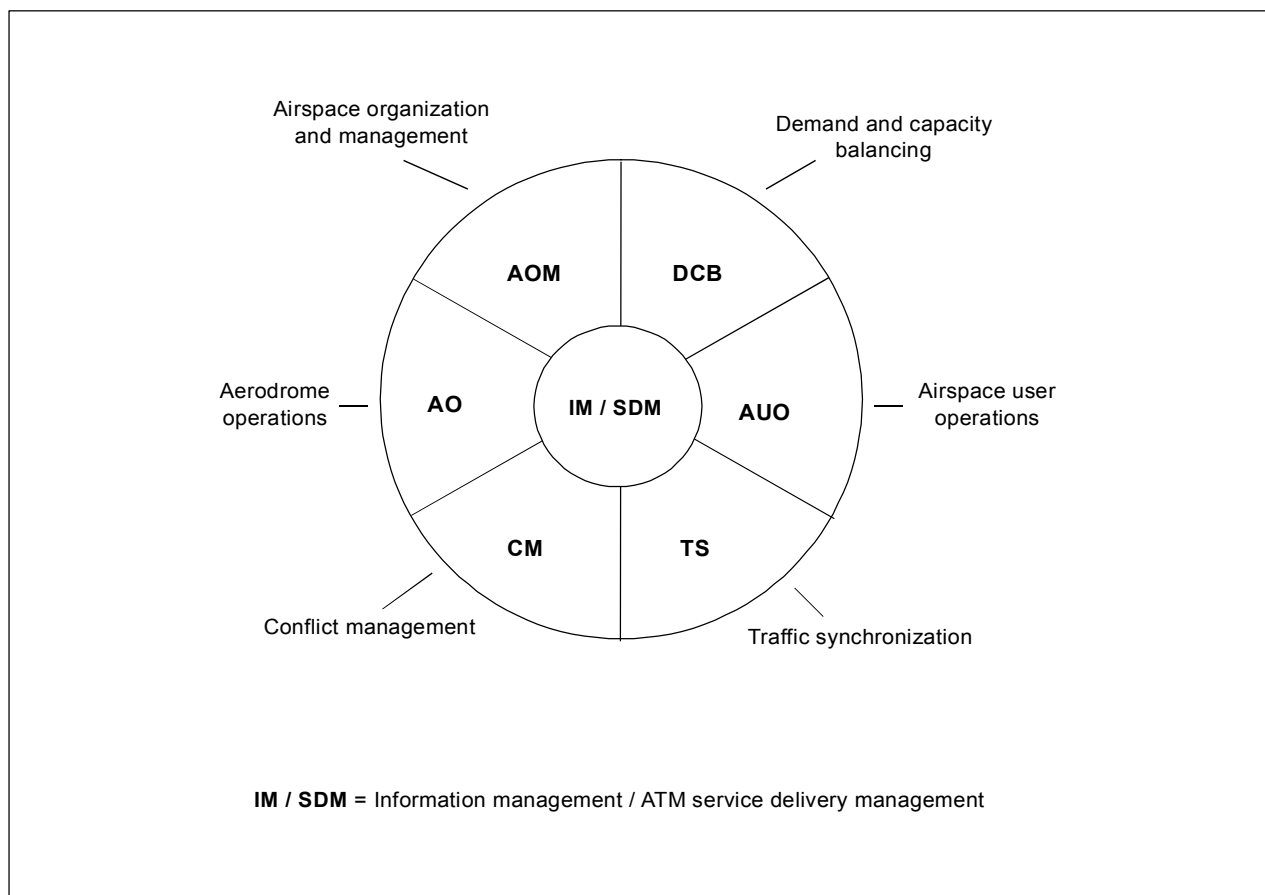 Airspace organization
and management
Demand and capacity
balancing
AOM
DCB
Aerodrome
operations
AO
IM / SDM
AUO
Airspace user
operations
CM
TS
Conflict management
Traffic synchronization
IM / SDM = Information management / ATM service delivery management